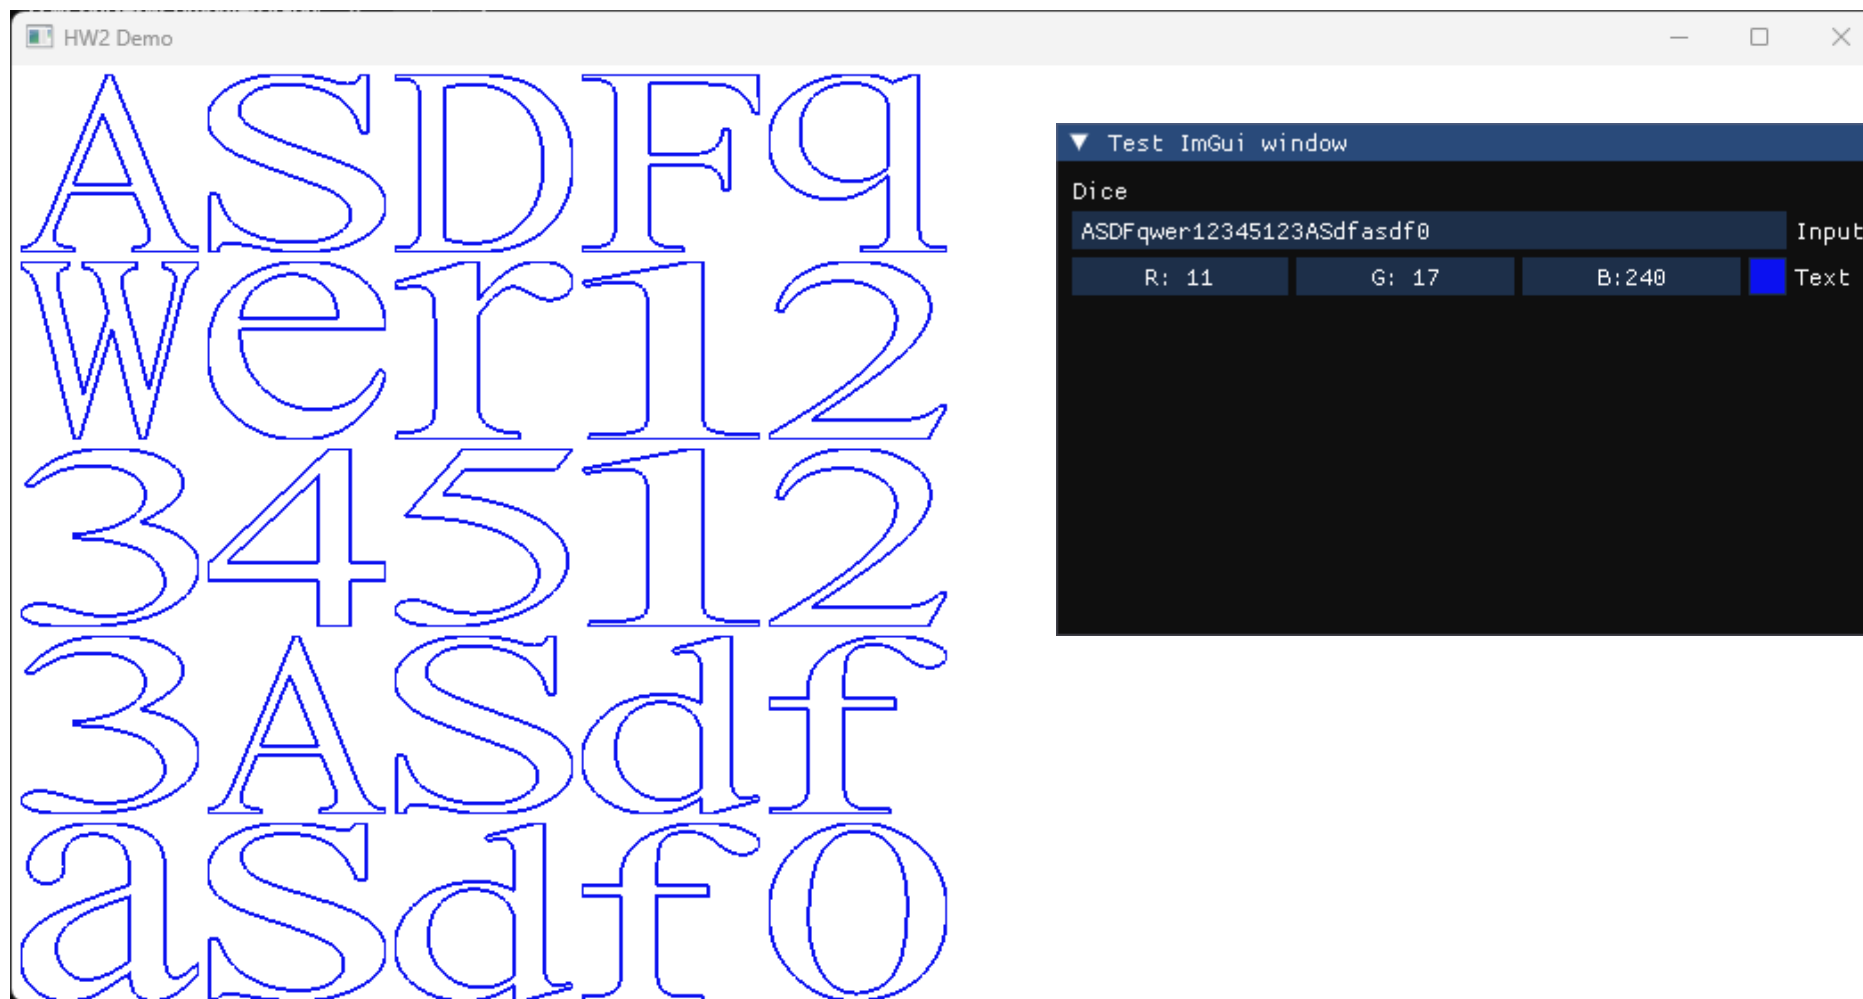 HW2 Demo
ASDFq
wer12
34512
3ASdf
asdf0
Test ImGui window
Dice
ASDFqwer12345123ASdfasdf0 Input
R: 11 G: 17 B:240 Text